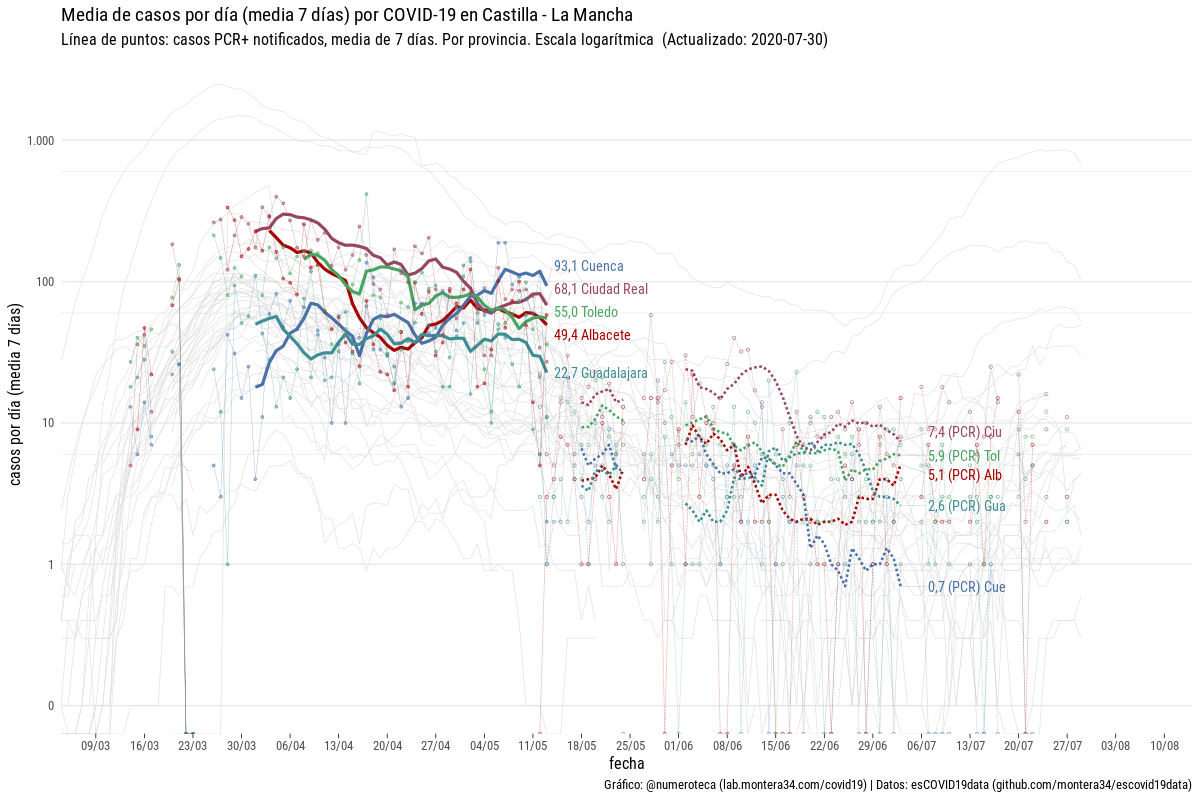 Media de casos por día (media 7 días) por COVID-19 en Castilla - La Mancha
Línea de puntos: casos PCR+ notificados, media de 7 días. Por provincia. Escala logarítmica (Actualizado: 2020-07-30)
casos por día (media 7 días)
1.000
100
10
1
0
93,1 Cuenca
68,1 Ciudad Real
55,0 Toledo
49,4 Albacete
22,7 Guadalajara
7,4 (PCR) Ciu
5,9 (PCR) Tol
5,1 (PCR) Alb
2,6 (PCR) Gua
0,7 (PCR) Cue
09/03 16/03 23/03 30/03 06/04 13/04 20/04 27/04 04/05 11/05 18/05 25/05 01/06 08/06 15/06 22/06 29/06 06/07 13/07 20/07 27/07 03/08 10/08
fecha
Gráfico: @numeroteca (lab.montera34.com/covid19) | Datos: esCOVID19data (github.com/montera34/escovid19data)